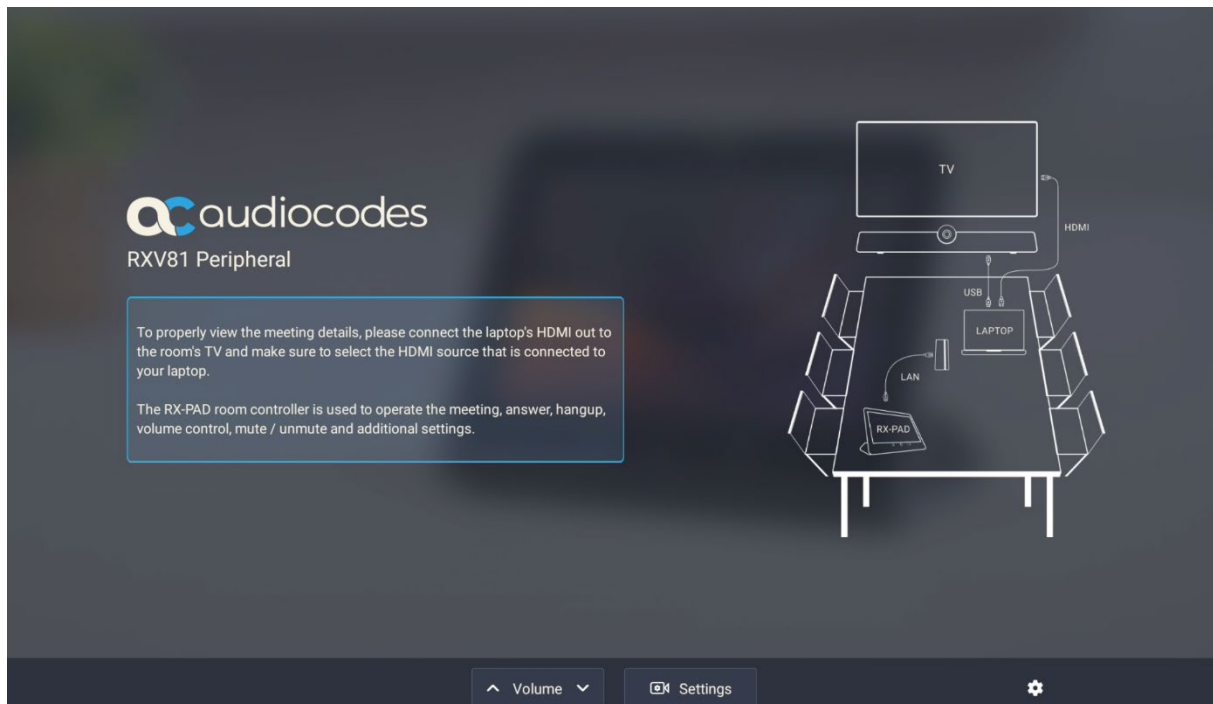 audiocodes
RXV81 Peripheral
To properly view the meeting details, please connect the laptop's HDMI out to
the room's TV and make sure to select the HDMI source that is connected to
your laptop.
The RX-PAD room controller is used to operate the meeting, answer, hangup,
volume control, mute / unmute and additional settings.
TV
HDMI
USB
LAPTOP
LAN
RX-PAD
Volume
Settings